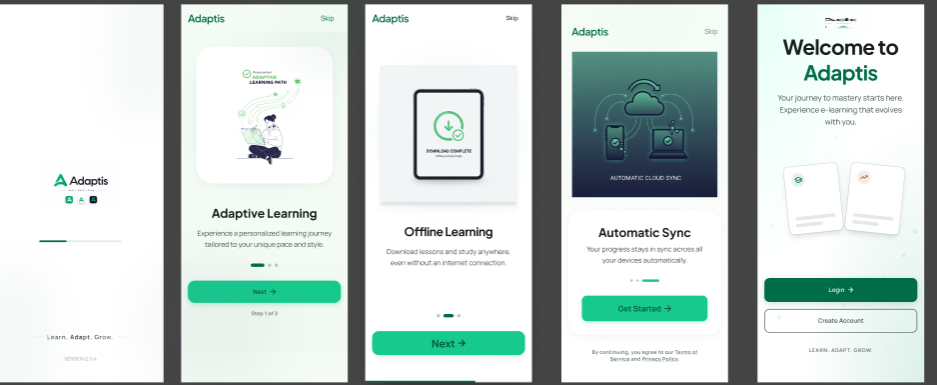 Adaptis
Learn. Adapt. Grow.
VERSION 2.0.4
Adaptis
Skip
ADAPTIVE
LEARNING PATH
Adaptive Learning
Experience a personalized learning journey
tailored to your unique pace and style.
Next →
Step 1 of 3
Adaptis
Skip
DOWNLOAD COMPLETE
Offline Learning
Download lessons and study anywhere,
even without an internet connection.
Next →
Adaptis
Skip
AUTOMATIC CLOUD SYNC
Automatic Sync
Your progress stays in sync across all
your devices automatically.
Get Started →
By continuing, you agree to our Terms of
Service and Privacy Policy.
Welcome to
Adaptis
Your journey to mastery starts here.
Experience e-learning that evolves
with you.
Login →
Create Account
LEARN. ADAPT. GROW.